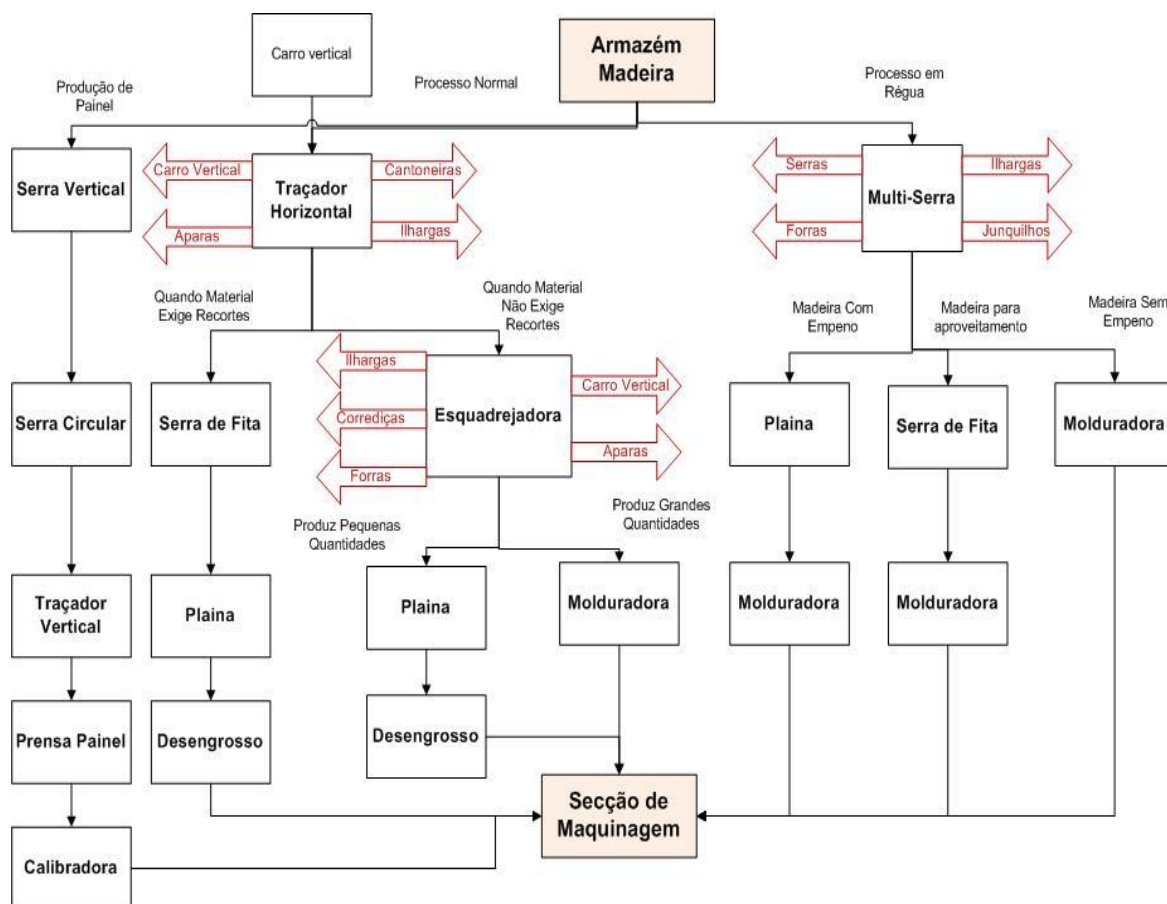 Carro vertical
Armazém
Madeira
Produção de
Painel
Processo Normal
Processo em
Régua
Serra Vertical
Carro Vertical
Aparas
Traçador
Horizontal
Cantoneiras
Ilhargas
Serras
Forras
Multi-Serra
Ilhargas
Junquilhos
Quando Material
Exige Recortes
Quando Material
Não Exige
Recortes
Madeira Com
Empeno
Madeira para
aproveitamento
Madeira Sem
Empeno
Serra Circular
Serra de Fita
Ilhargas
Corrediças
Forras
Esquadrejadora
Carro Vertical
Aparas
Plaina
Serra de Fita
Molduradora
Produz Pequenas
Quantidades
Produz Grandes
Quantidades
Traçador
Vertical
Plaina
Plaina
Molduradora
Molduradora
Molduradora
Prensa Painel
Desengrosso
Desengrosso
Secção de
Maquinagem
Calibradora